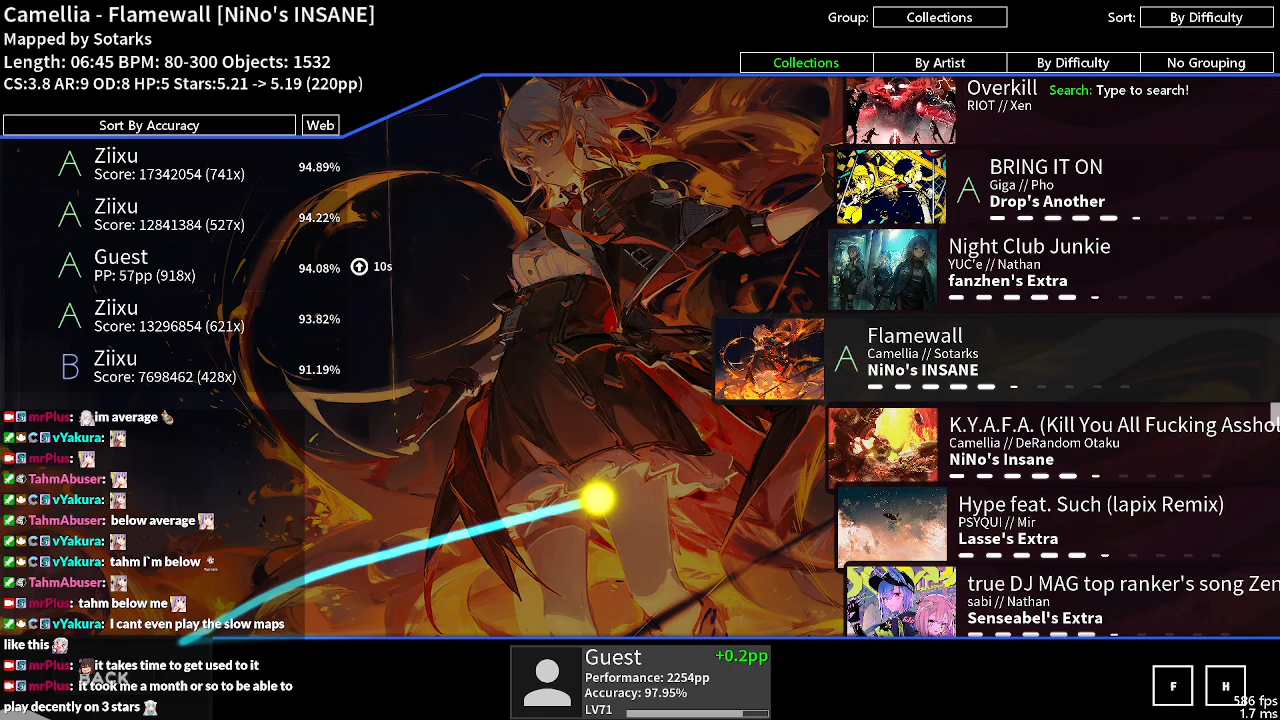 Camellia - Flamewall [NiNo's INSANE]
Mapped by Sotarks
Length: 06:45 BPM: 80-300 Objects: 1532
CS:3.8 AR:9 OD:8 HP:5 Stars:5.21 -> 5.19 (220pp)
Group: Collections
Sort: By Difficulty
Collections By Artist By Difficulty No Grouping
Sort By Accuracy Web
A Ziixu
Score: 17342054 (741x) 94.89%
A Ziixu
Score: 12841384 (527x) 94.22%
A Guest
PP: 57pp (918x) 94.08% 10s
A Ziixu
Score: 13296854 (621x) 93.82%
B Ziixu
Score: 7698462 (428x) 91.19%
mrPlus: im average
vYakura:
mrPlus:
TahmAbuser:
vYakura:
TahmAbuser: below average
vYakura:
vYakura: tahm I`m below
TahmAbuser:
mrPlus: tahm below me
vYakura: I cant even play the slow maps
like this
mrPlus: it takes time to get used to it
mrPlus: it took me a month or so to be able to
play decently on 3 stars
BACK
Overkill
RIOT // Xen
Search: Type to search!
BRING IT ON
A Giga // Pho
Drop's Another
Night Club Junkie
YUC'e // Nathan
fanzhen's Extra
Flamewall
A Camellia // Sotarks
NiNo's INSANE
K.Y.A.F.A. (Kill You All Fucking Asshol
Camellia // DeRandom Otaku
NiNo's Insane
Hype feat. Such (lapix Remix)
PSYQUI // Mir
Lasse's Extra
true DJ MAG top ranker's song Zen
sabi // Nathan
Senseabel's Extra
Guest +0.2pp
Performance: 2254pp
Accuracy: 97.95%
LV71
F H
586 fps
1.7 ms